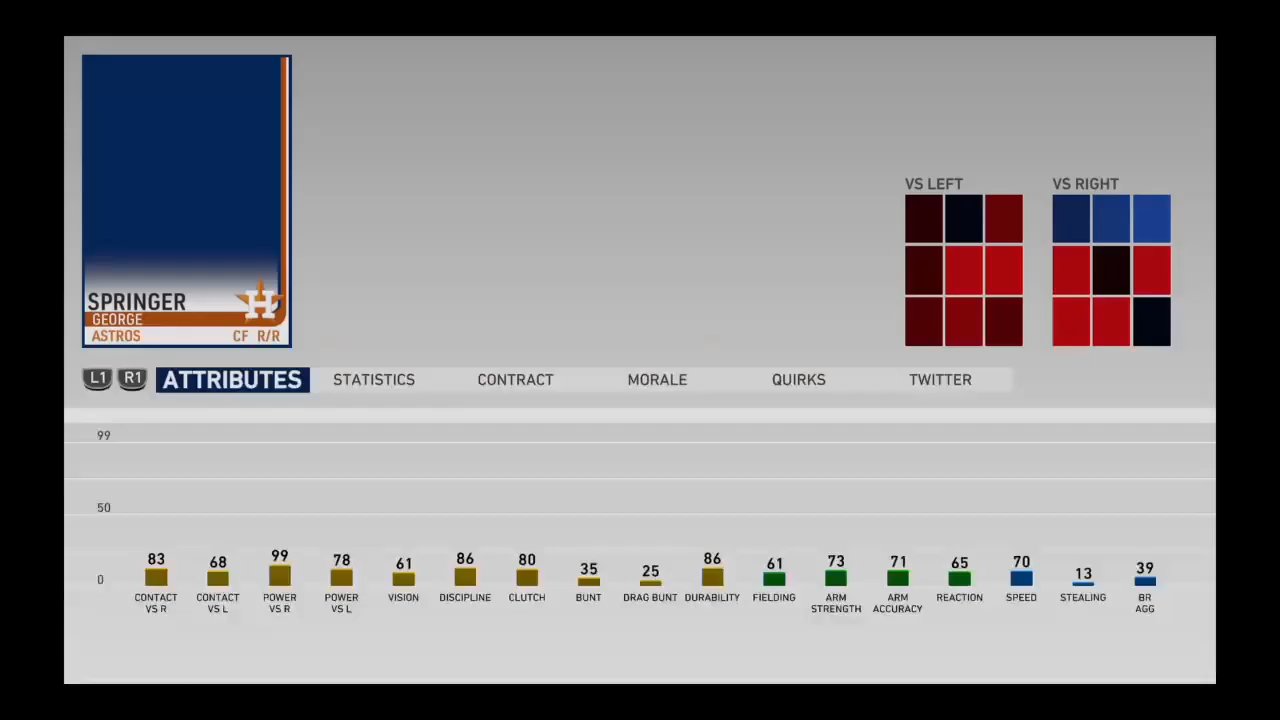 VS LEFT
VS RIGHT
SPRINGER
H
GEORGE
ASTROS CF R/R
L1 R1 ATTRIBUTES STATISTICS CONTRACT MORALE QUIRKS TWITTER
99
50
0
83 68 99 78 61 86 80 35 25 86 61 73 71 65 70 13 39
CONTACT VS R
CONTACT VS L
POWER VS R
POWER VS L
VISION
DISCIPLINE
CLUTCH
BUNT
DRAG BUNT
DURABILITY
FIELDING
ARM STRENGTH
ARM ACCURACY
REACTION
SPEED
STEALING
BR AGG